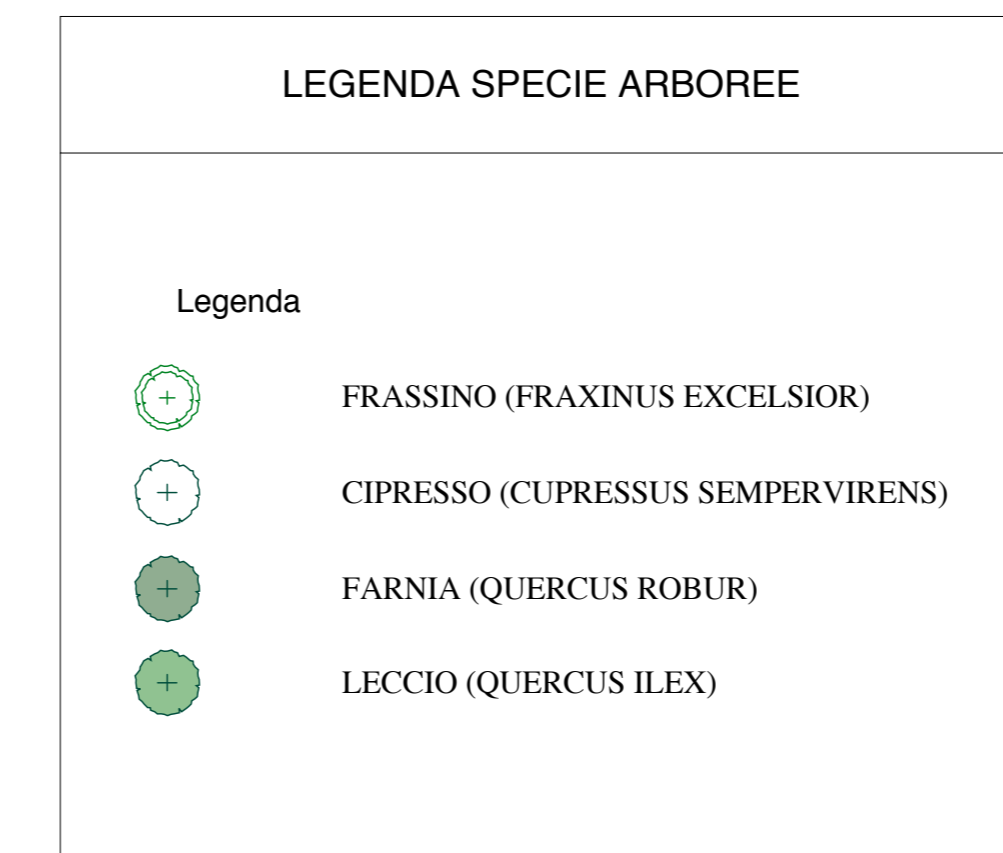 LEGENDA SPECIE ARBOREE
Legenda
FRASSINO (FRAXINUS EXCELSIOR)
CIPRESSO (CUPRESSUS SEMPERVIRENS)
FARNIA (QUERCUS ROBUR)
LECCIO (QUERCUS ILEX)